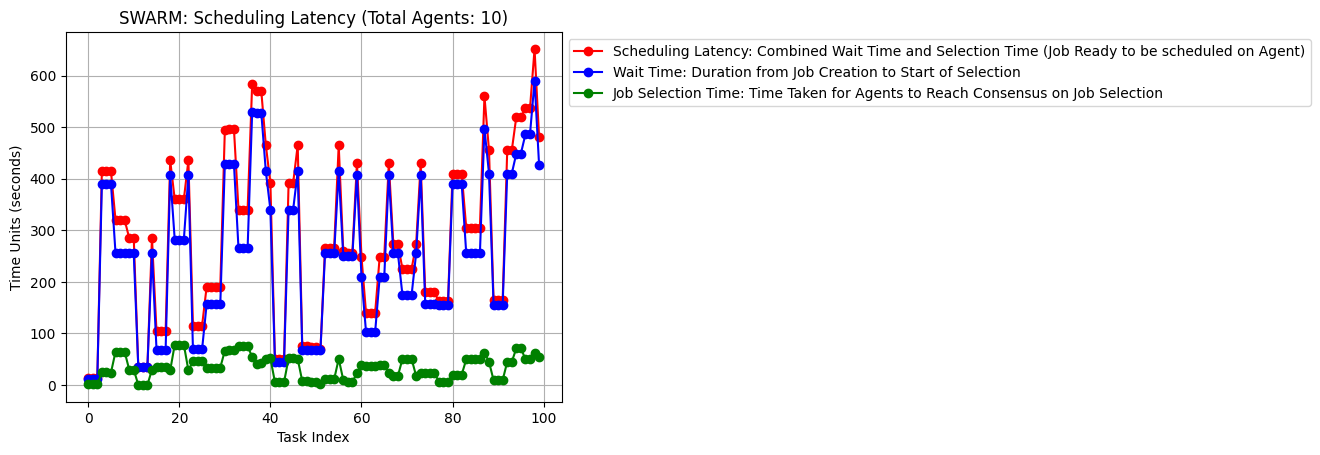 SWARM: Scheduling Latency (Total Agents: 10)
Scheduling Latency: Combined Wait Time and Selection Time (Job Ready to be scheduled on Agent)
Wait Time: Duration from Job Creation to Start of Selection
Job Selection Time: Time Taken for Agents to Reach Consensus on Job Selection
Time Units (seconds)
600
500
400
300
200
100
0
0 20 40 60 80 100
Task Index